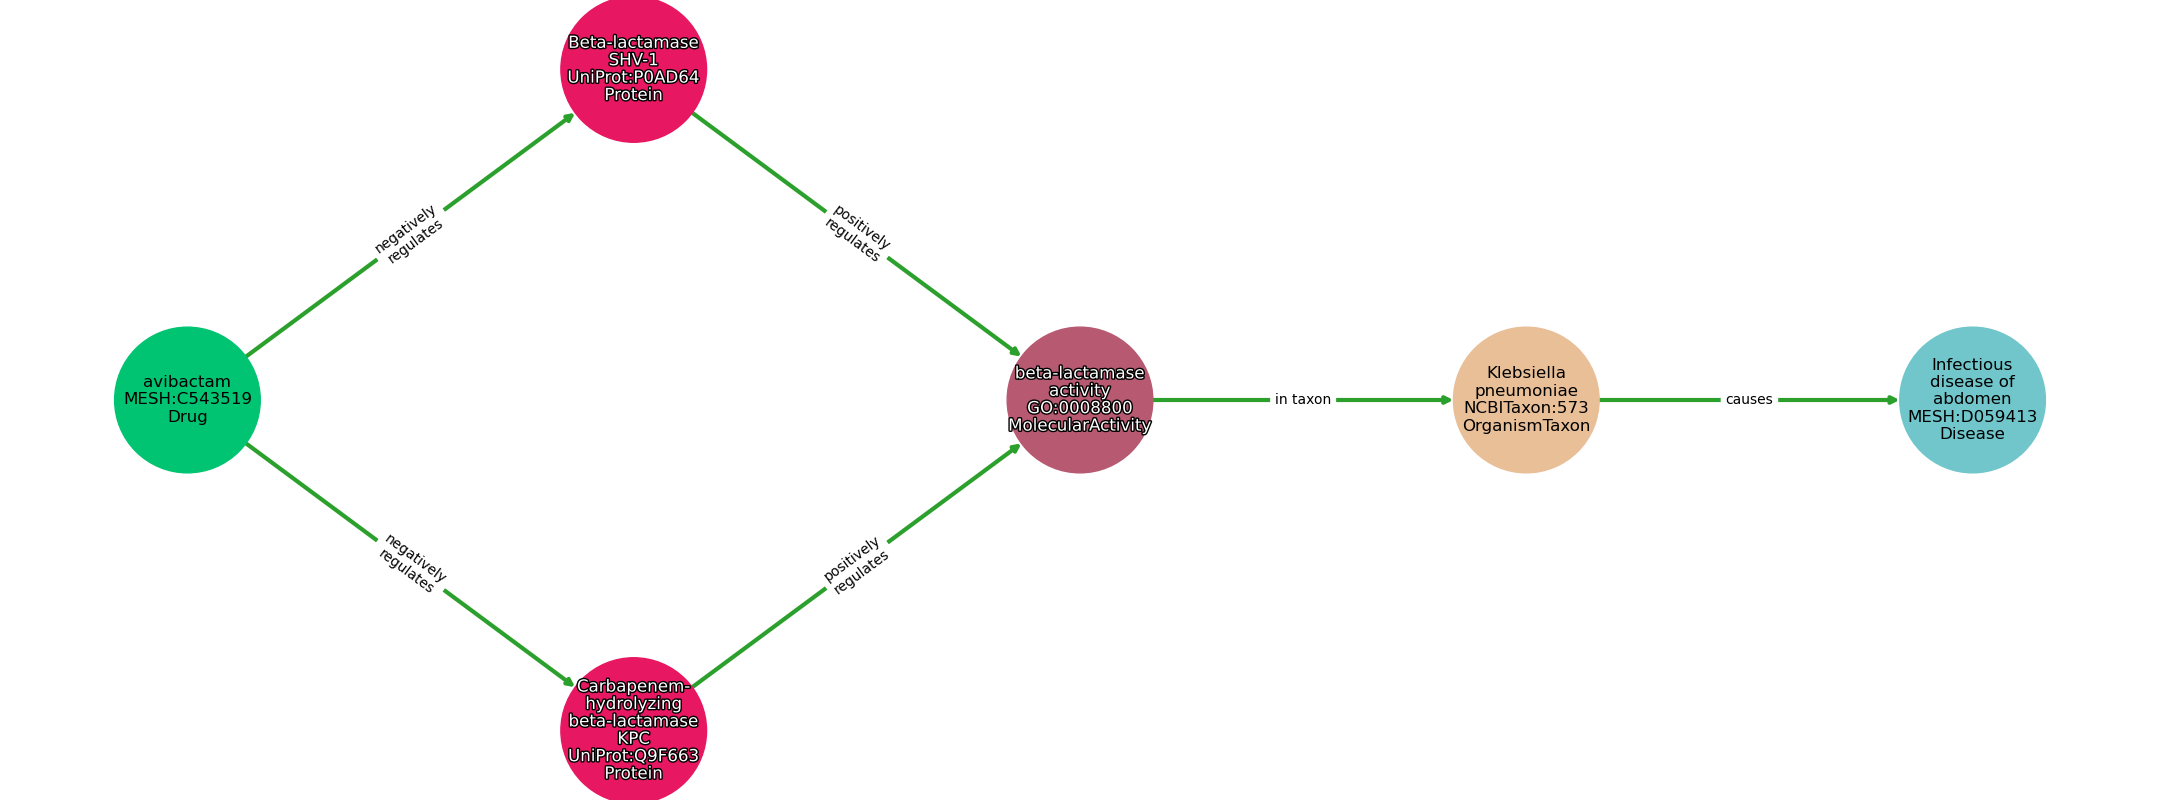 Beta-lactamase
SHV-1
UniProt:P0AD64
Protein
negatively
regulates
positively
regulates
avibactam
MESH:C543519
Drug
beta-lactamase
activity
GO:0008800
MolecularActivity
in taxon
Klebsiella
pneumoniae
NCBITaxon:573
OrganismTaxon
causes
Infectious
disease of
abdomen
MESH:D059413
Disease
negatively
regulates
positively
regulates
Carbapenem-
hydrolyzing
beta-lactamase
KPC
UniProt:Q9F663
Protein